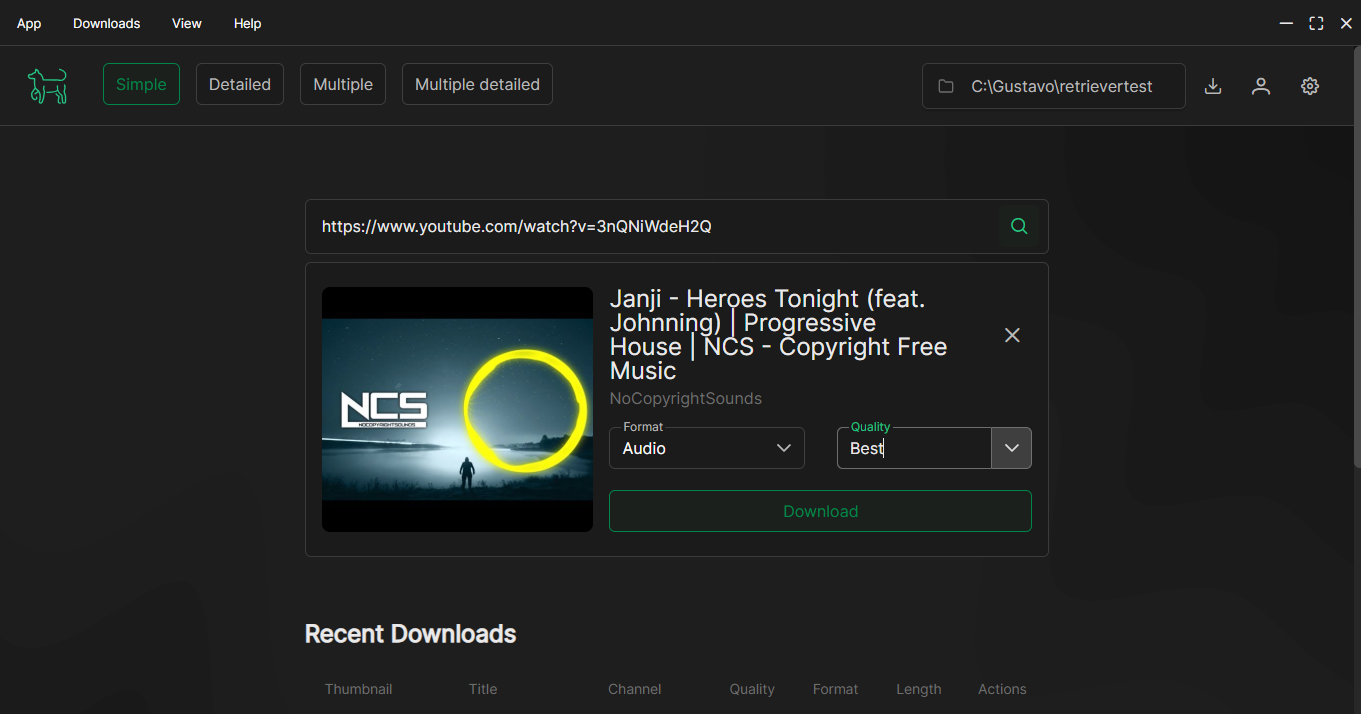 App Downloads View Help
Simple Detailed Multiple Multiple detailed C:\Gustavo\retrievertest
https://www.youtube.com/watch?v=3nQNiWdeH2Q
Janji - Heroes Tonight (feat.
Johnning) | Progressive
House | NCS - Copyright Free
Music
NoCopyrightSounds
NCS
NOCOPYRIGHTSOUNDS
Format Quality
Audio Best
Download
Recent Downloads
Thumbnail Title Channel Quality Format Length Actions